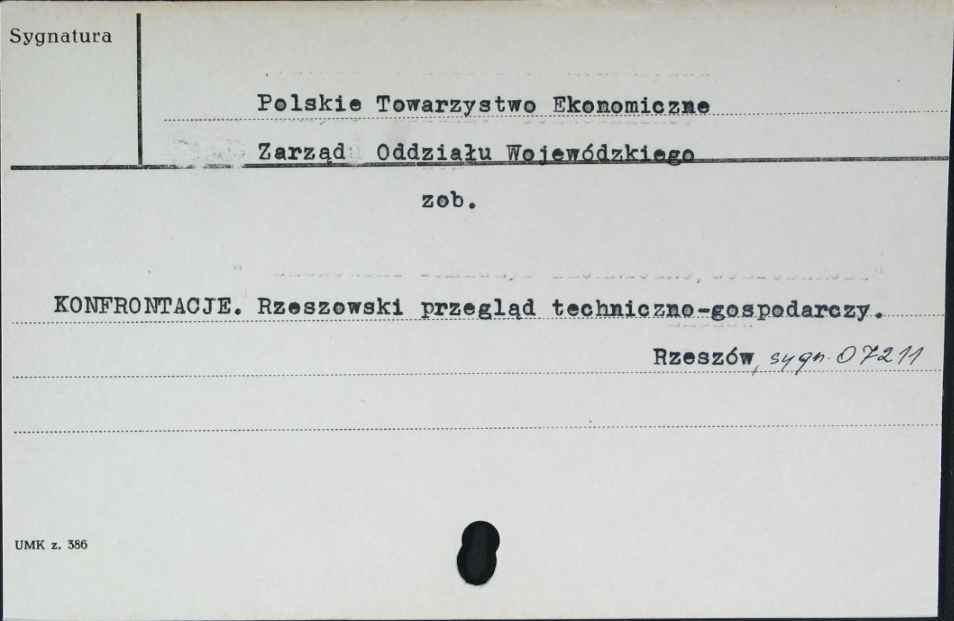 Sygnatura
Polskie Towarzystwo Ekonomiczne
Zarząd Oddziału Wojewódzkiego
zob.
KONFRONTACJE. Rzeszowski przegląd techniczno-gospodarczy.
Rzeszów, sygn. 07211
UMK z. 386